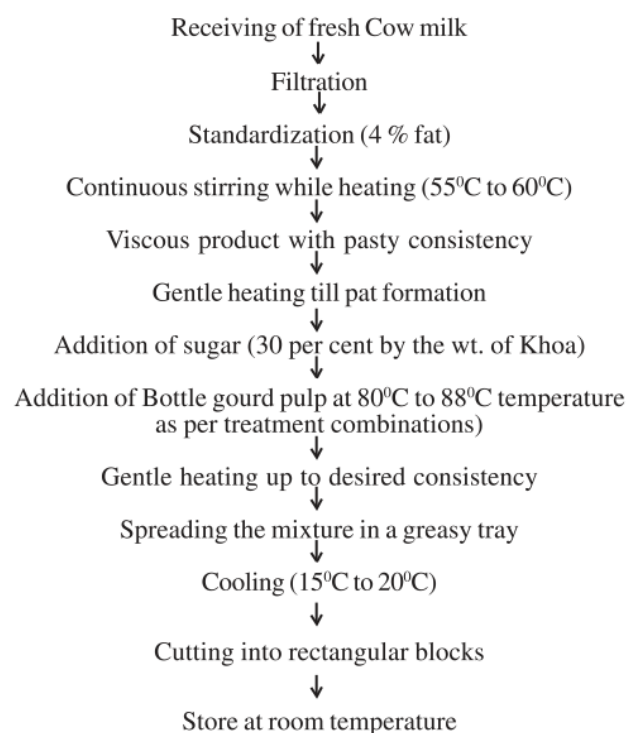 Receiving of fresh Cow milk
Filtration
Standardization (4 % fat)
Continuous stirring while heating (55⁰C to 60⁰C)
Viscous product with pasty consistency
Gentle heating till pat formation
Addition of sugar (30 per cent by the wt. of Khoa)
Addition of Bottle gourd pulp at 80⁰C to 88⁰C temperature
as per treatment combinations)
Gentle heating up to desired consistency
Spreading the mixture in a greasy tray
Cooling (15⁰C to 20⁰C)
Cutting into rectangular blocks
Store at room temperature